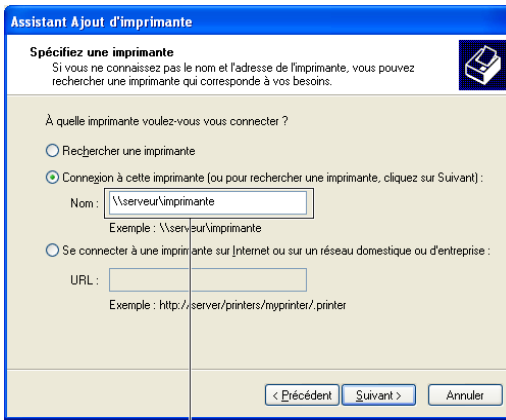 Assistant Ajout d'imprimante
Spécifiez une imprimante
Si vous ne connaissez pas le nom et l'adresse de l'imprimante, vous pouvez
rechercher une imprimante qui corresponde à vos besoins.
À quelle imprimante voulez-vous vous connecter ?
Rechercher une imprimante
Connexion à cette imprimante (ou pour rechercher une imprimante, cliquez sur Suivant) :
Nom : \\serveur\imprimante
Exemple : \\serveur\imprimante
Se connecter à une imprimante sur Internet ou sur un réseau domestique ou d'entreprise :
URL :
Exemple : http://server/printers/myprinter/.printer
< Précédent Suivant > Annuler